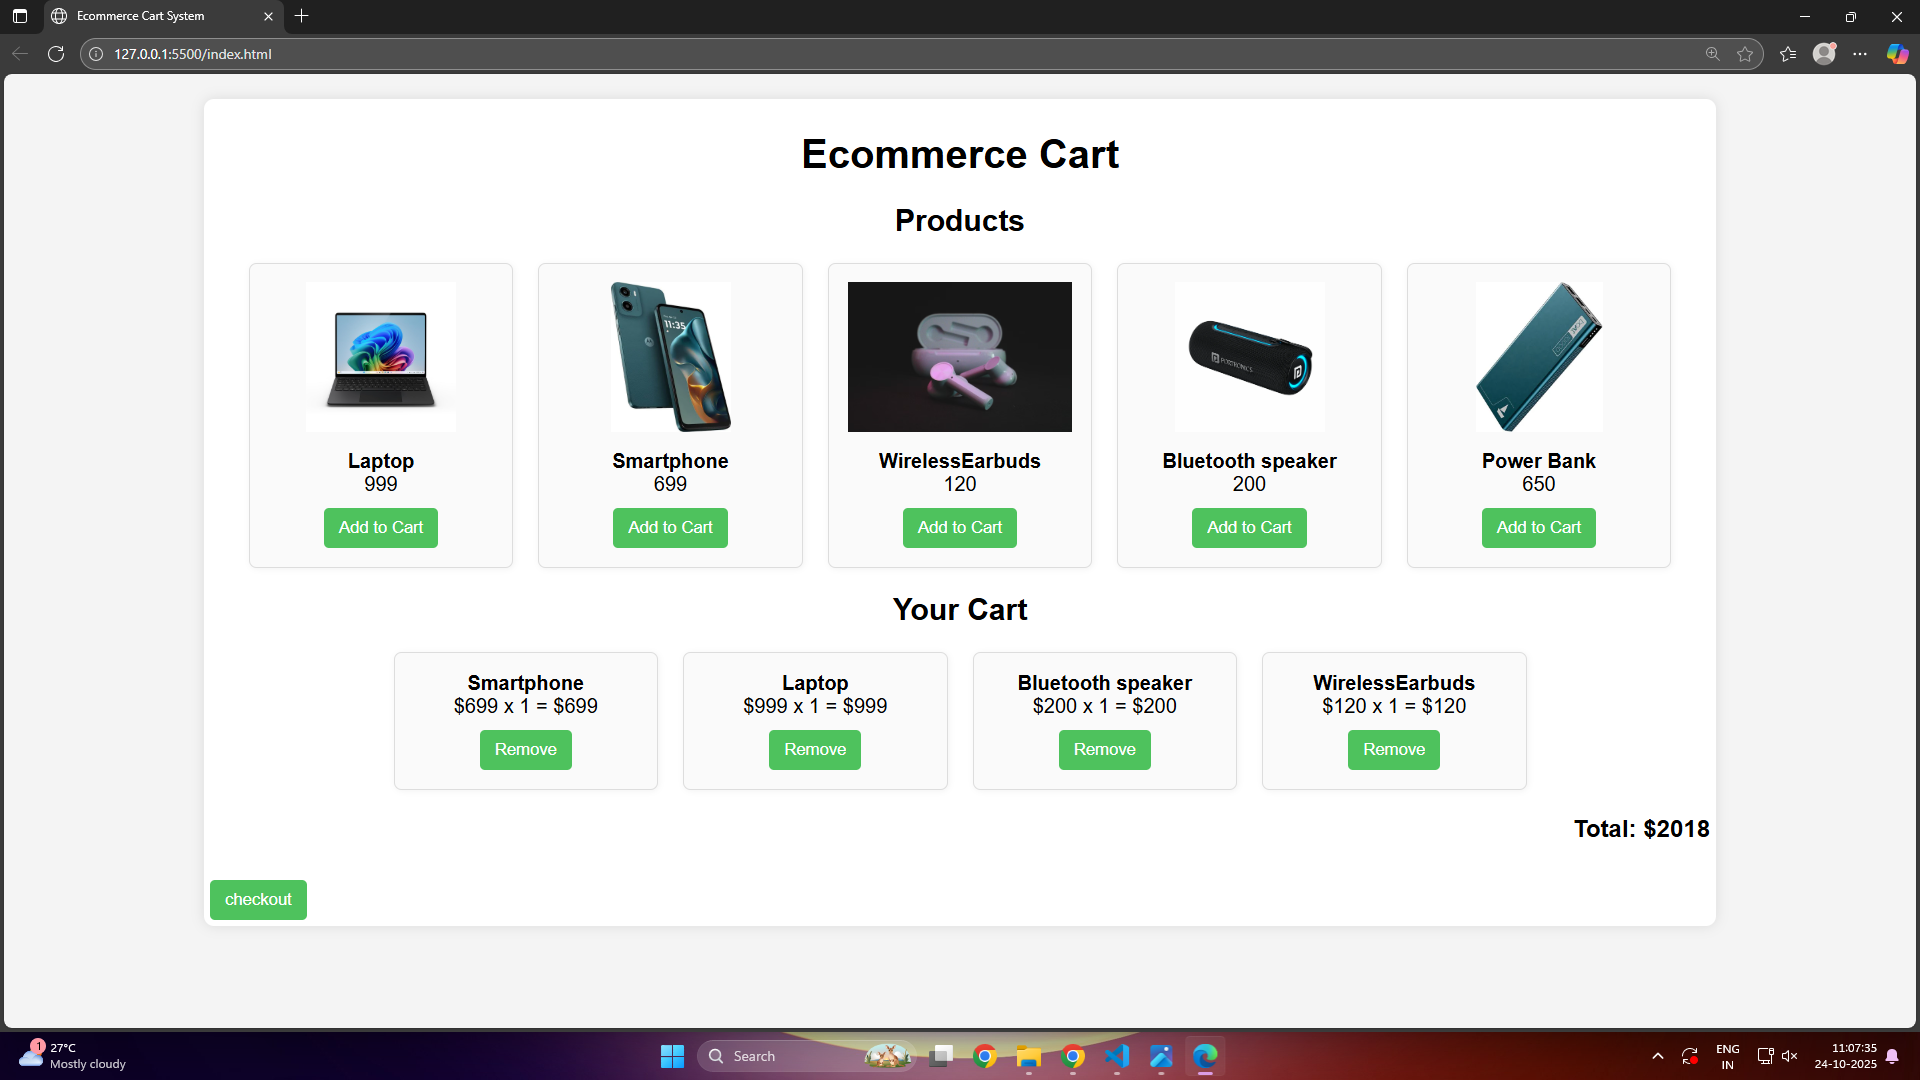 Ecommerce Cart System
127.0.0.1:5500/index.html
Ecommerce Cart
Products
11:35
PORTRONICS
Laptop
Smartphone
WirelessEarbuds
Bluetooth speaker
Power Bank
999
699
120
200
650
Add to Cart
Add to Cart
Add to Cart
Add to Cart
Add to Cart
Your Cart
Smartphone
Laptop
Bluetooth speaker
WirelessEarbuds
$699 x 1 = $699
$999 x 1 = $999
$200 x 1 = $200
$120 x 1 = $120
Remove
Remove
Remove
Remove
Total: $2018
checkout
1
27°C
Mostly cloudy
Search
ENG
IN
11:07:35
24-10-2025